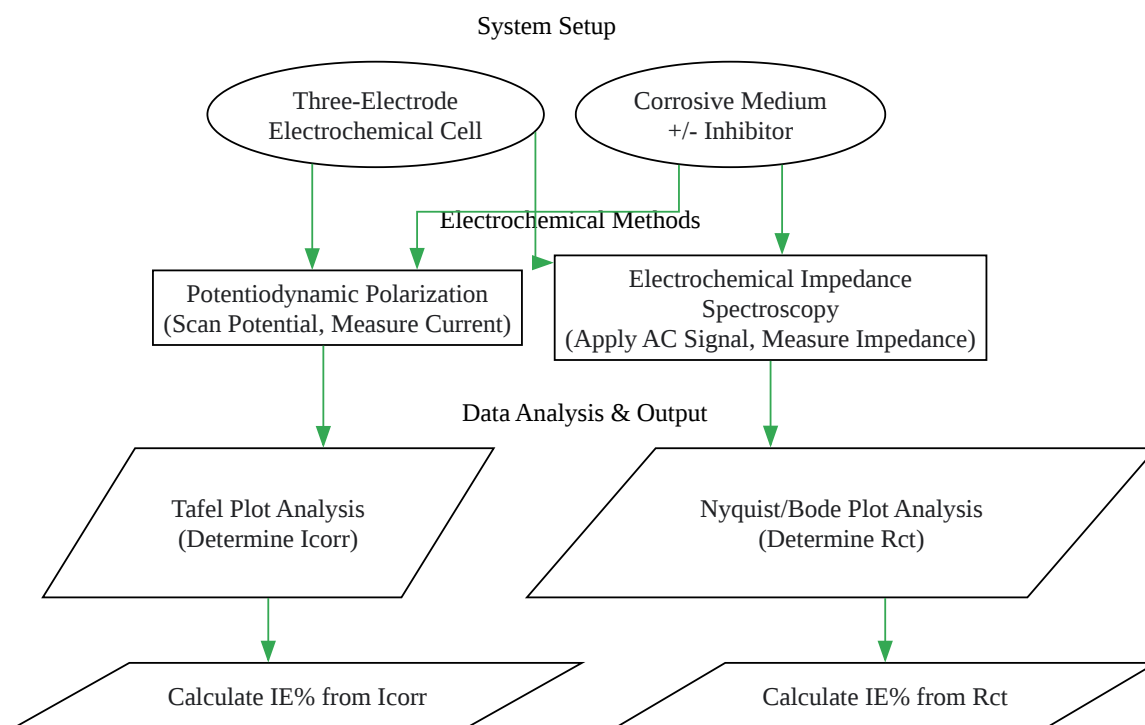 System Setup
Three-Electrode
Electrochemical Cell
Corrosive Medium
+/- Inhibitor
Electrochemical Methods
Potentiodynamic Polarization
(Scan Potential, Measure Current)
Electrochemical Impedance
Spectroscopy
(Apply AC Signal, Measure Impedance)
Data Analysis & Output
Tafel Plot Analysis
(Determine Icorr)
Nyquist/Bode Plot Analysis
(Determine Rct)
Calculate IE% from Icorr
Calculate IE% from Rct